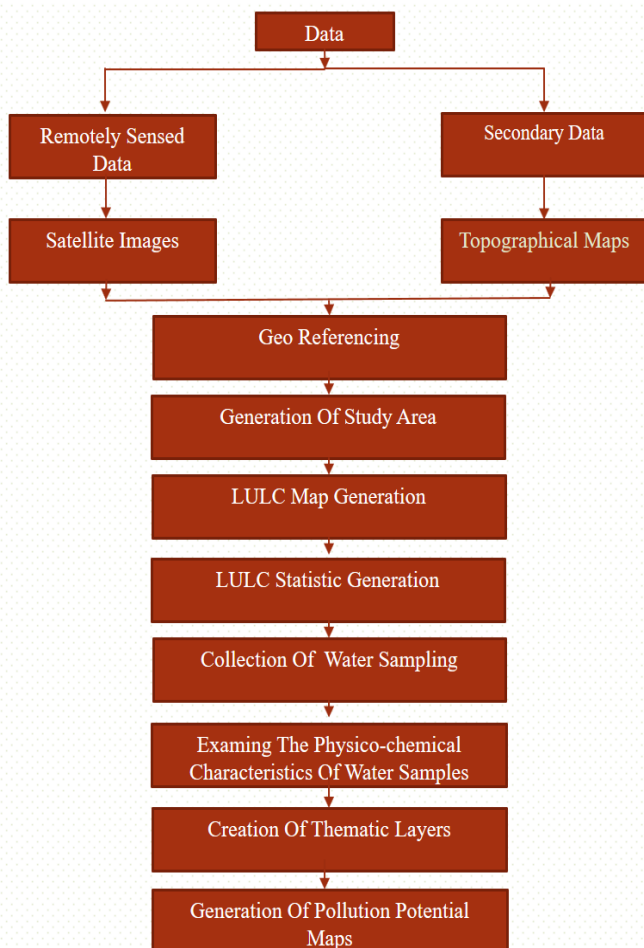 Data
Remotely Sensed
Data
Secondary Data
Satellite Images
Topographical Maps
Geo Referencing
Generation Of Study Area
LULC Map Generation
LULC Statistic Generation
Collection Of Water Sampling
Examing The Physico-chemical
Characteristics Of Water Samples
Creation Of Thematic Layers
Generation Of Pollution Potential
Maps